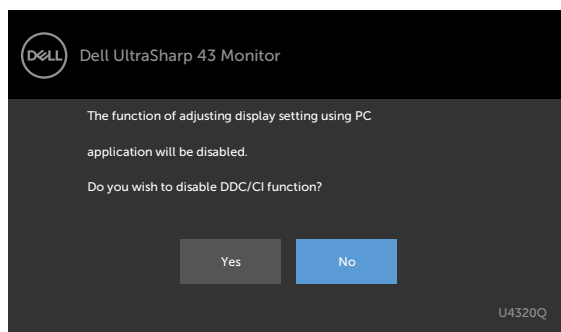 DELL
Dell UltraSharp 43 Monitor
The function of adjusting display setting using PC
application will be disabled.
Do you wish to disable DDC/CI function?
Yes
No
U4320Q